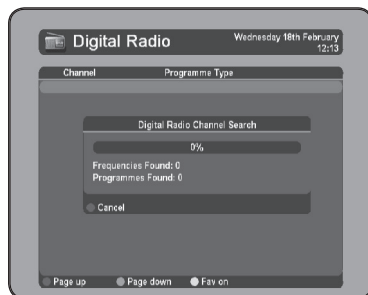 Digital Radio
Wednesday 18th February
12:13
Channel Programme Type
Digital Radio Channel Search
0%
Frequencies Found: 0
Programmes Found: 0
Cancel
Page up Page down Fav on